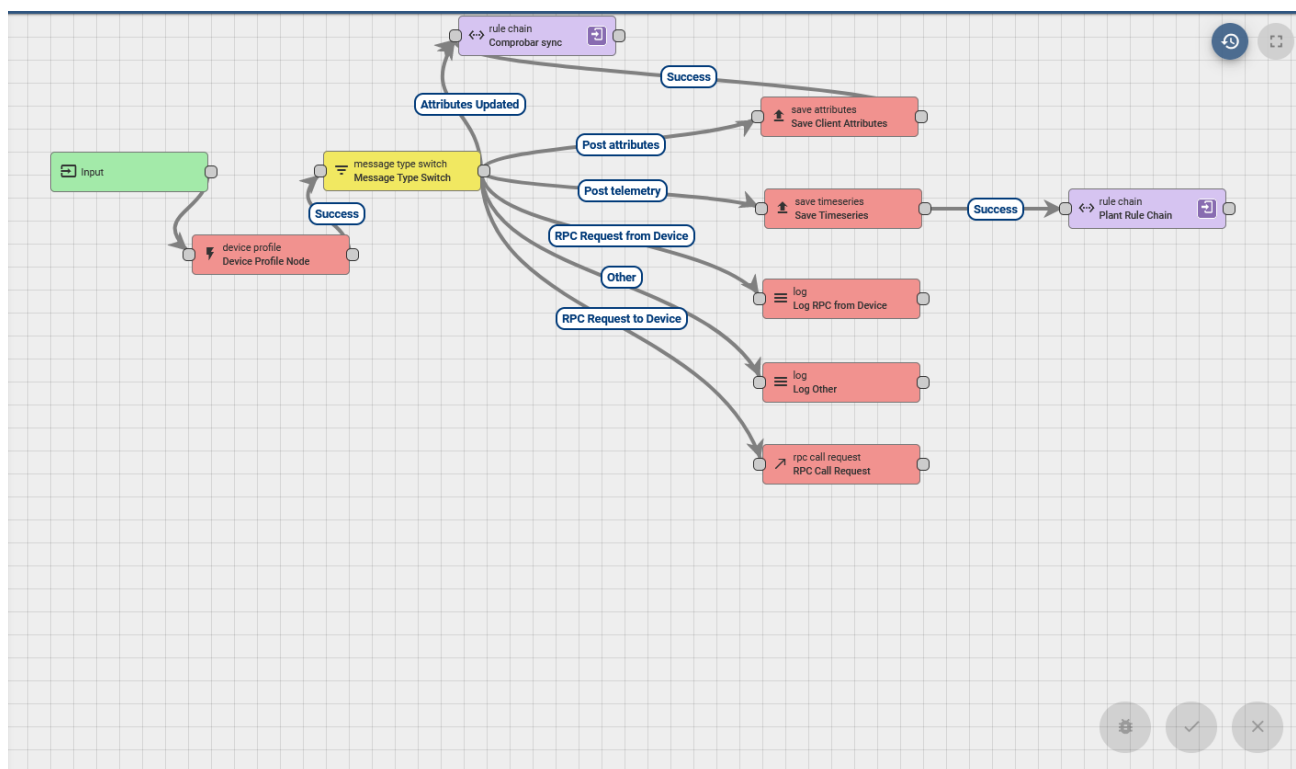 rule chain
Comprobar sync
Success
Attributes Updated
save attributes
Save Client Attributes
Post attributes
Input
message type switch
Message Type Switch
Post telemetry
save timeseries
Save Timeseries
Success
rule chain
Plant Rule Chain
Success
device profile
Device Profile Node
RPC Request from Device
Other
log
Log RPC from Device
RPC Request to Device
log
Log Other
rpc call request
RPC Call Request